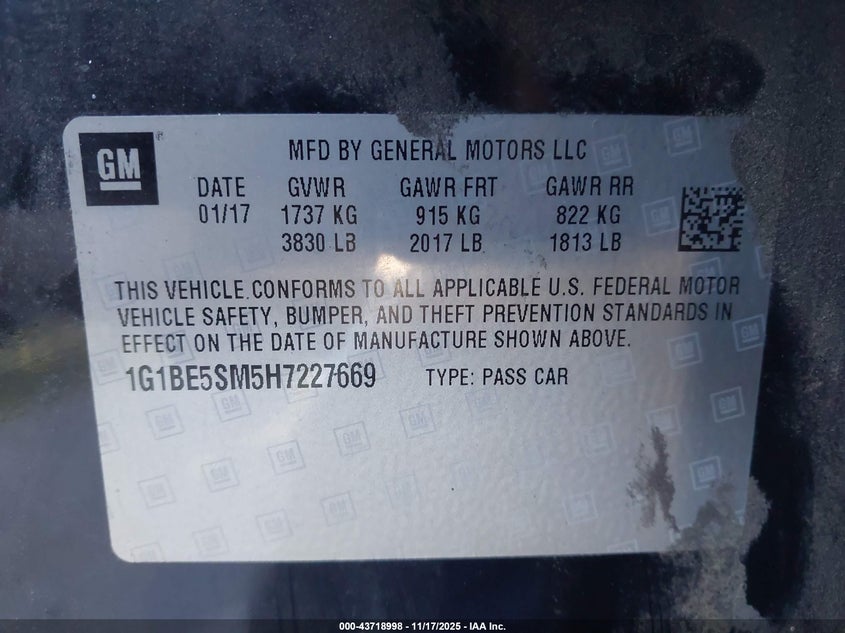 GM
MFD BY GENERAL MOTORS LLC
DATE GVWR GAWR FRT GAWR RR
01/17 1737 KG 915 KG 822 KG
3830 LB 2017 LB 1813 LB
THIS VEHICLE CONFORMS TO ALL APPLICABLE U.S. FEDERAL MOTOR
VEHICLE SAFETY, BUMPER, AND THEFT PREVENTION STANDARDS IN
EFFECT ON THE DATE OF MANUFACTURE SHOWN ABOVE.
1G1BE5SM5H7227669 TYPE: PASS CAR
000-43718998 - 11/17/2025 - IAA Inc.